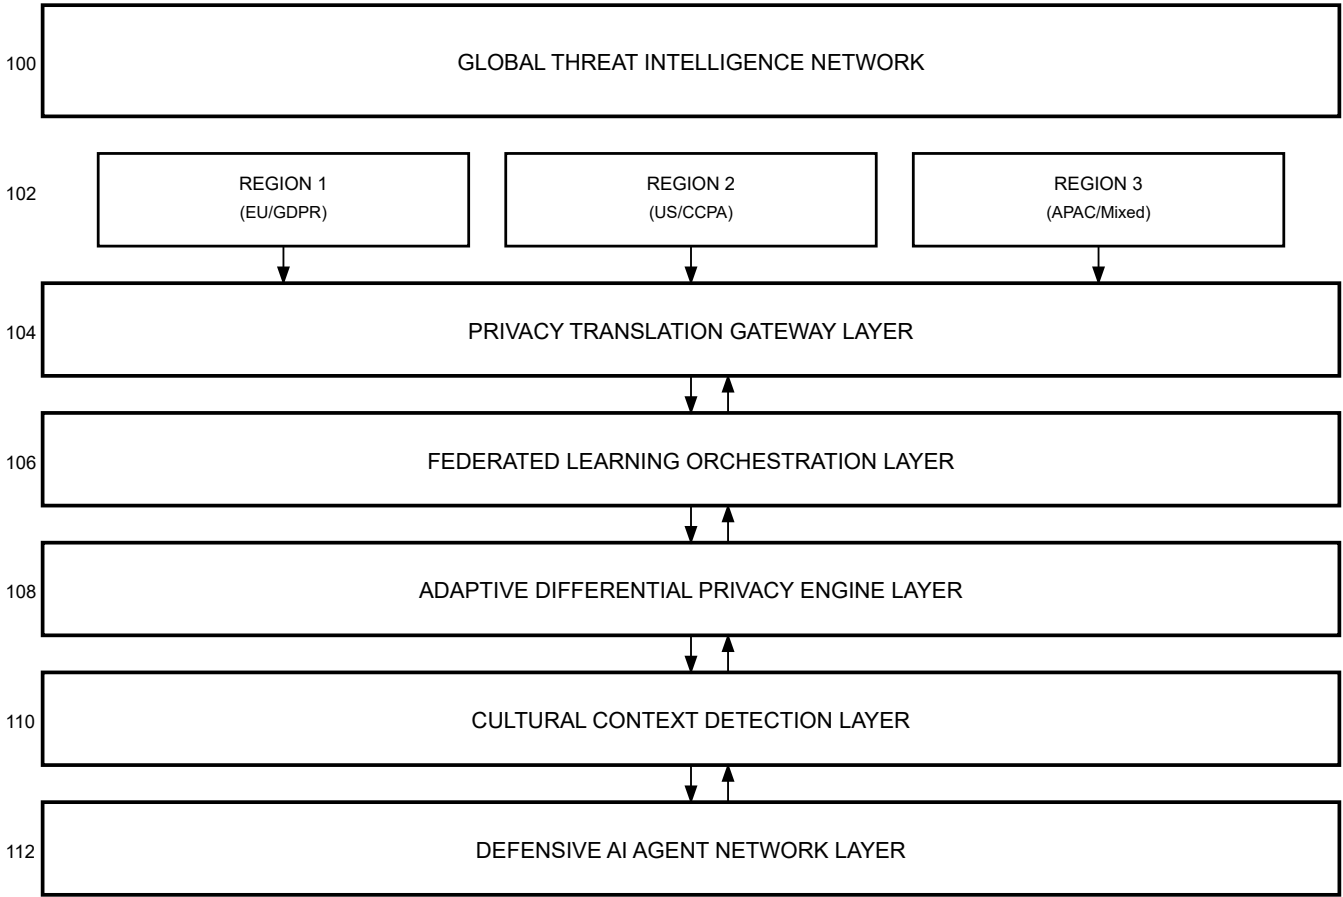 100
GLOBAL THREAT INTELLIGENCE NETWORK
102
REGION 1
(EU/GDPR)
REGION 2
(US/CCPA)
REGION 3
(APAC/Mixed)
104
PRIVACY TRANSLATION GATEWAY LAYER
106
FEDERATED LEARNING ORCHESTRATION LAYER
108
ADAPTIVE DIFFERENTIAL PRIVACY ENGINE LAYER
110
CULTURAL CONTEXT DETECTION LAYER
112
DEFENSIVE AI AGENT NETWORK LAYER